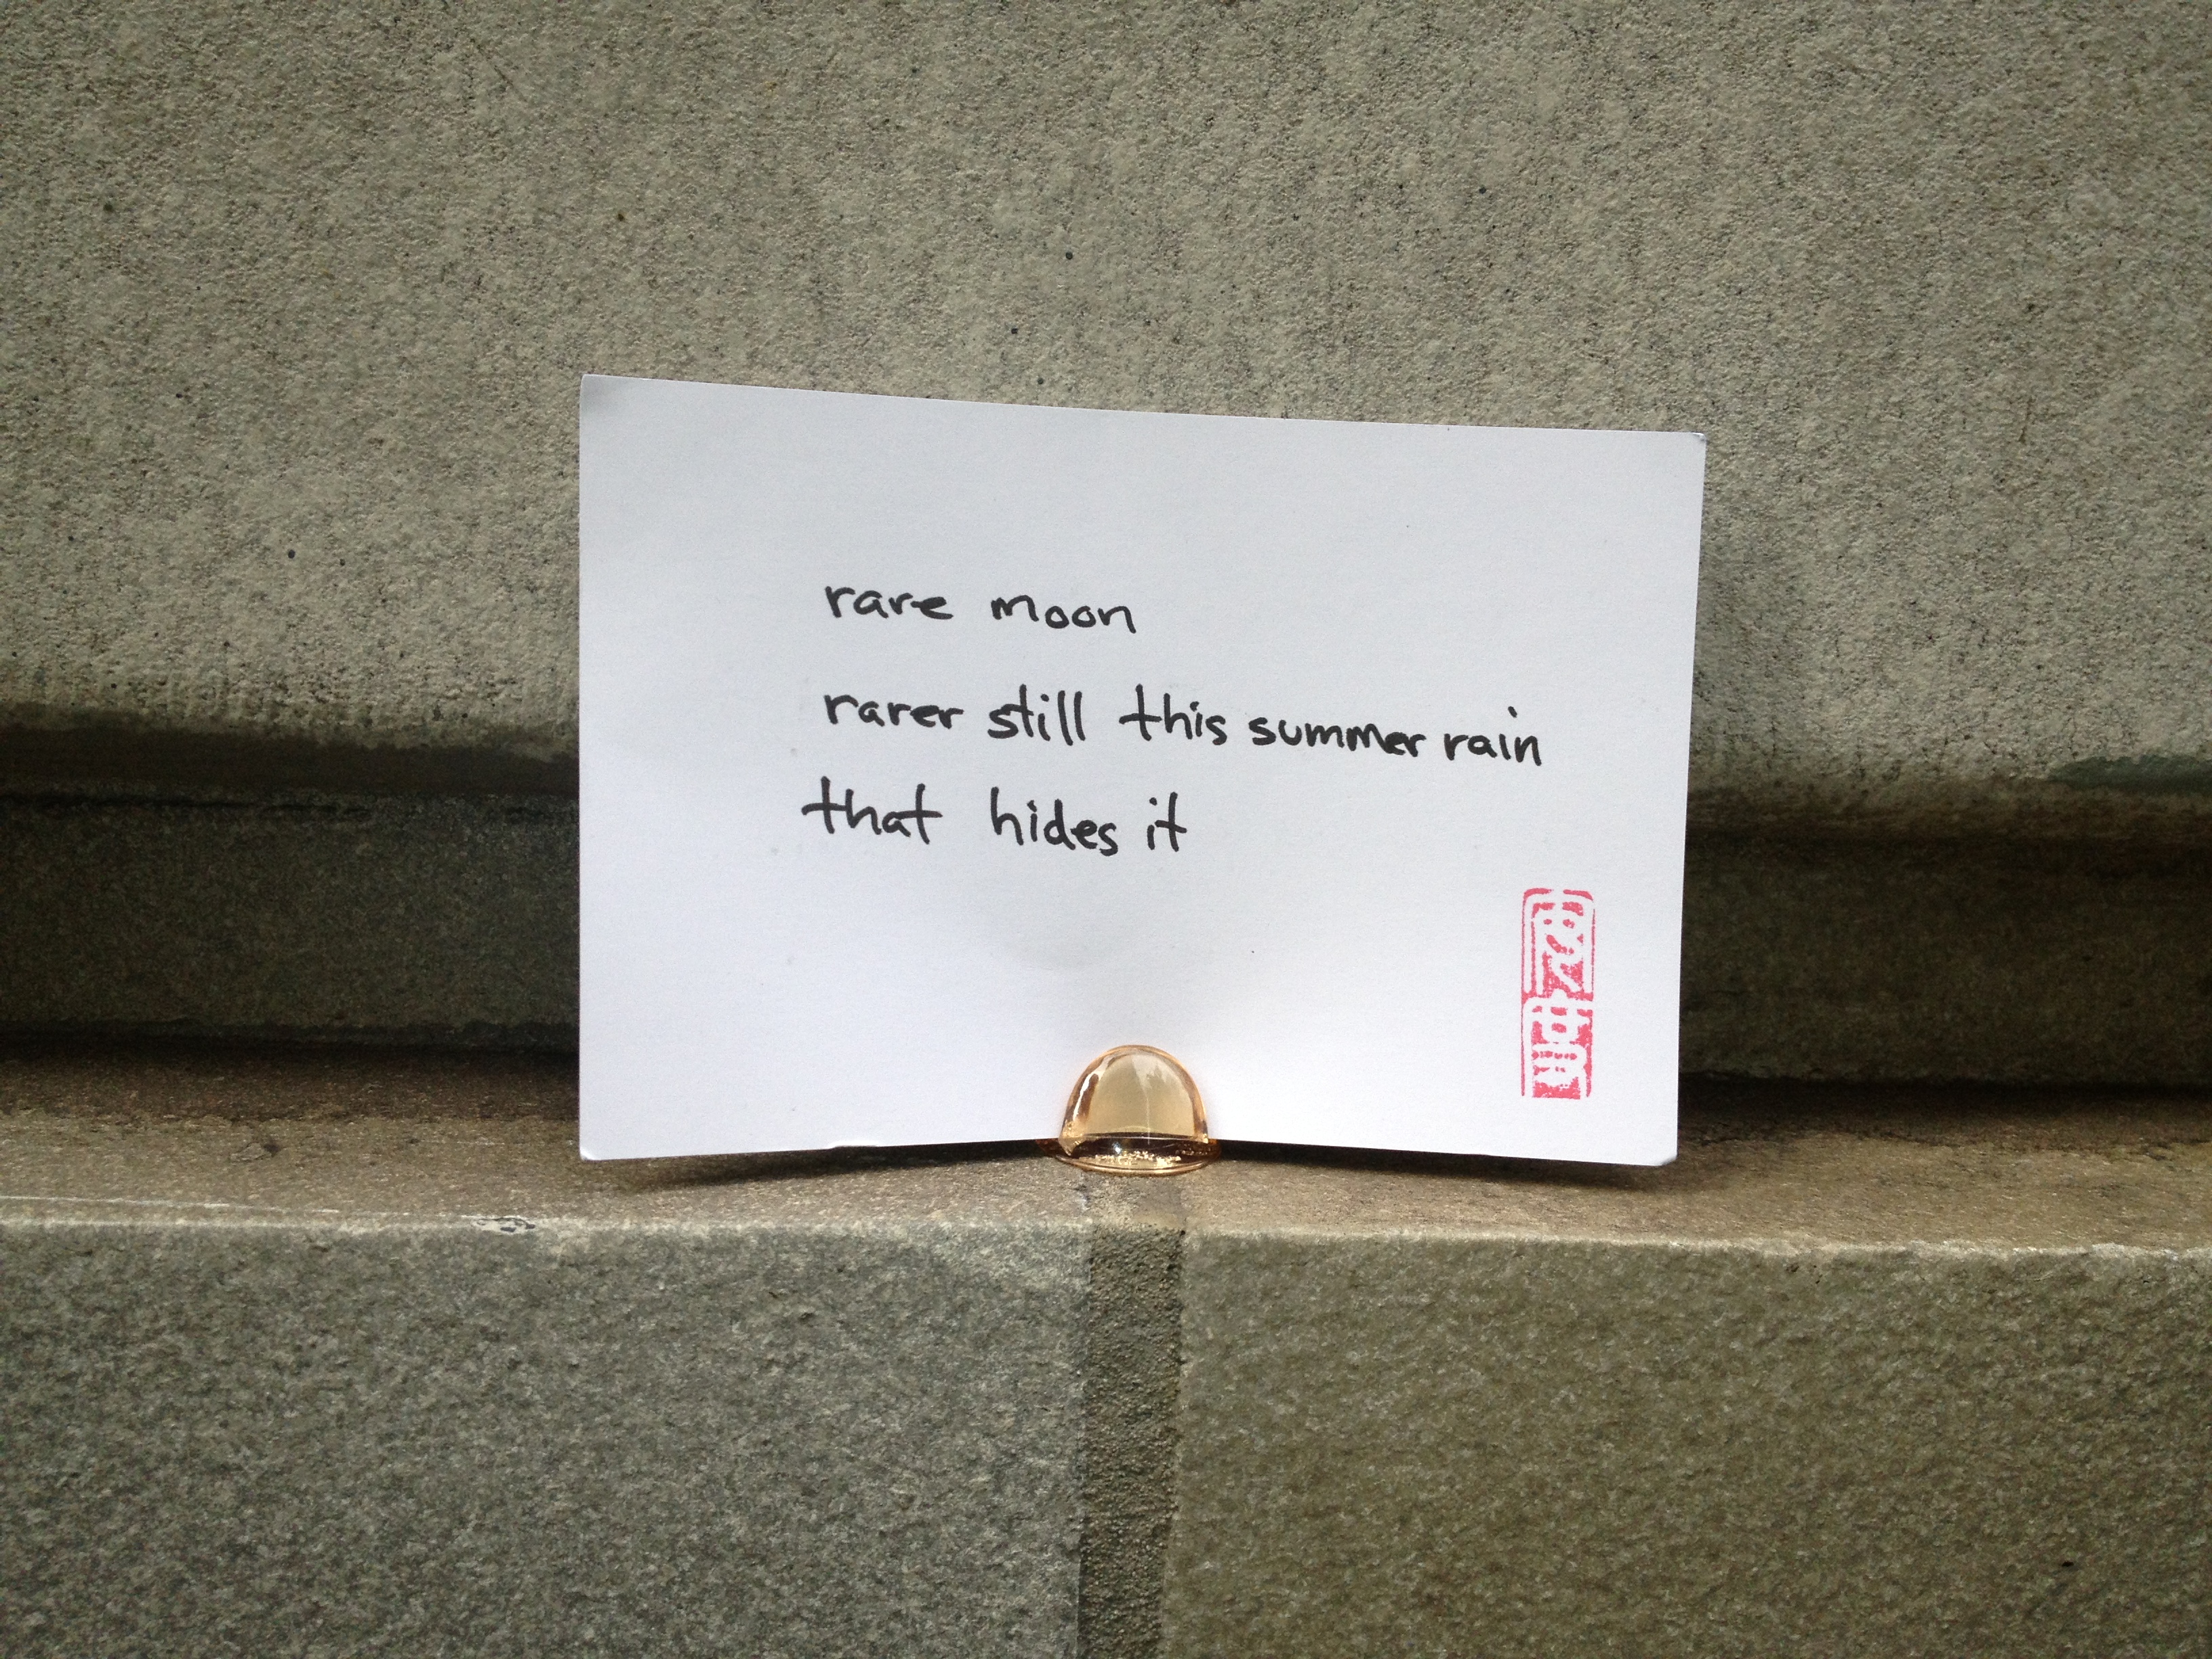 rare moon
rarer still this summer rain
that hides it